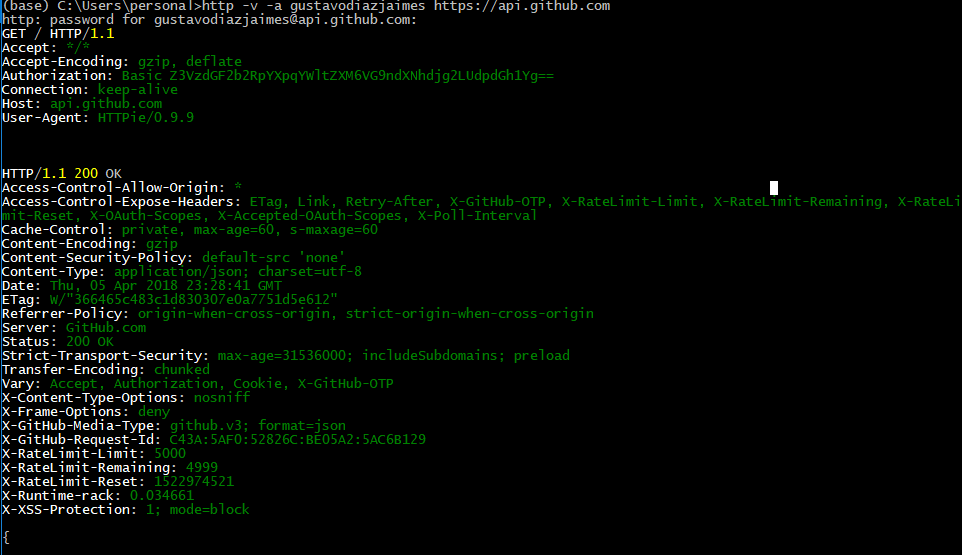 (base) C:\Users\personal>http -v -a gustavodiazjaimes https://api.github.com
http: password for gustavodiazjaimes@api.github.com:
GET / HTTP/1.1
Accept: */*
Accept-Encoding: gzip, deflate
Authorization: Basic
Connection: keep-alive
Host: api.github.com
User-Agent: HTTPie/0.9.9
HTTP/1.1 200 OK
Access-Control-Allow-Origin: *
Access-Control-Expose-Headers: ETag, Link, Retry-After, X-GitHub-OTP, X-RateLimit-Limit, X-RateLimit-Remaining, X-RateLi
mit-Reset, X-OAuth-Scopes, X-Accepted-OAuth-Scopes, X-Poll-Interval
Cache-Control: private, max-age=60, s-maxage=60
Content-Encoding: gzip
Content-Security-Policy: default-src 'none'
Content-Type: application/json; charset=utf-8
Date: Thu, 05 Apr 2018 23:28:41 GMT
ETag: W/"366465c483c1d830307e0a7751d5e612"
Referrer-Policy: origin-when-cross-origin, strict-origin-when-cross-origin
Server: GitHub.com
Status: 200 OK
Strict-Transport-Security: max-age=31536000; includeSubdomains; preload
Transfer-Encoding: chunked
Vary: Accept, Authorization, Cookie, X-GitHub-OTP
X-Content-Type-Options: nosniff
X-Frame-Options: deny
X-GitHub-Media-Type: github.v3; format=json
X-GitHub-Request-Id: C43A:5AF0:52826C:BE05A2:5AC6B129
X-RateLimit-Limit: 5000
X-RateLimit-Remaining: 4999
X-RateLimit-Reset: 1522974521
X-Runtime-rack: 0.034661
X-XSS-Protection: 1; mode=block
{